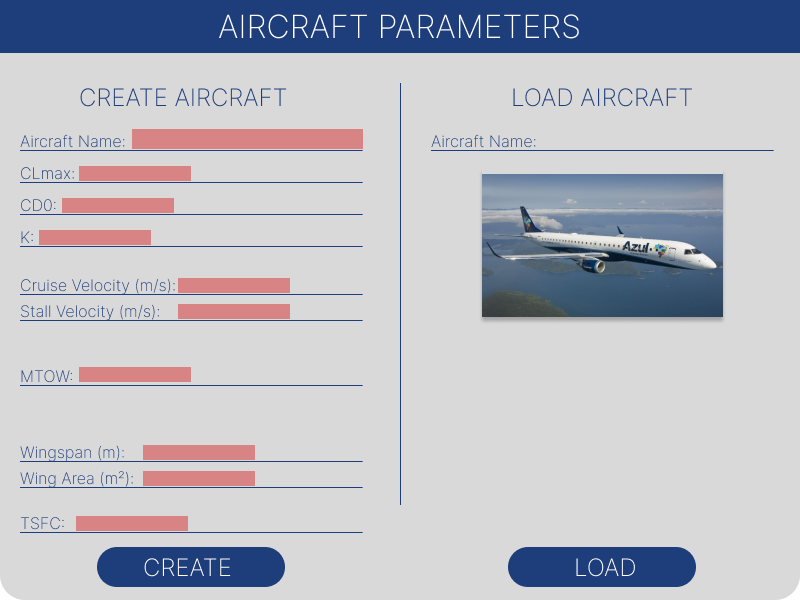 AIRCRAFT PARAMETERS
CREATE AIRCRAFT
Aircraft Name:
CLmax:
CD0:
K:
Cruise Velocity (m/s):
Stall Velocity (m/s):
MTOW:
Wingspan (m):
Wing Area (m²):
TSFC:
CREATE
LOAD AIRCRAFT
Aircraft Name:
Azul
LOAD